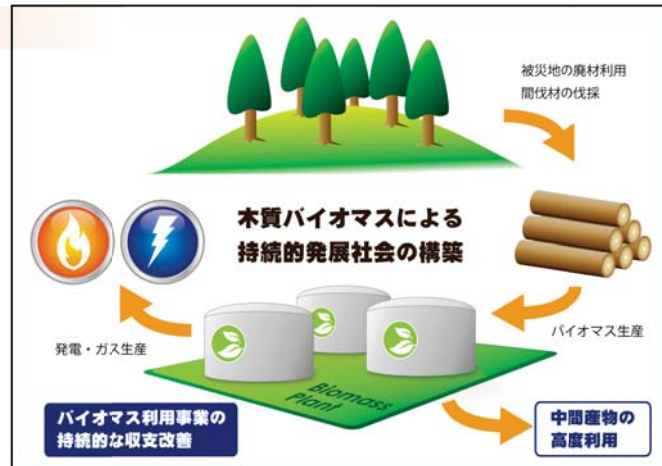 被災地の廃材利用
間伐材の伐採
木質バイオマスによる
持続的発展社会の構築
バイオマス生産
発電・ガス生産
Biomass
Plant
バイオマス利用事業の
持続的な収支改善
中間産物の
高度利用